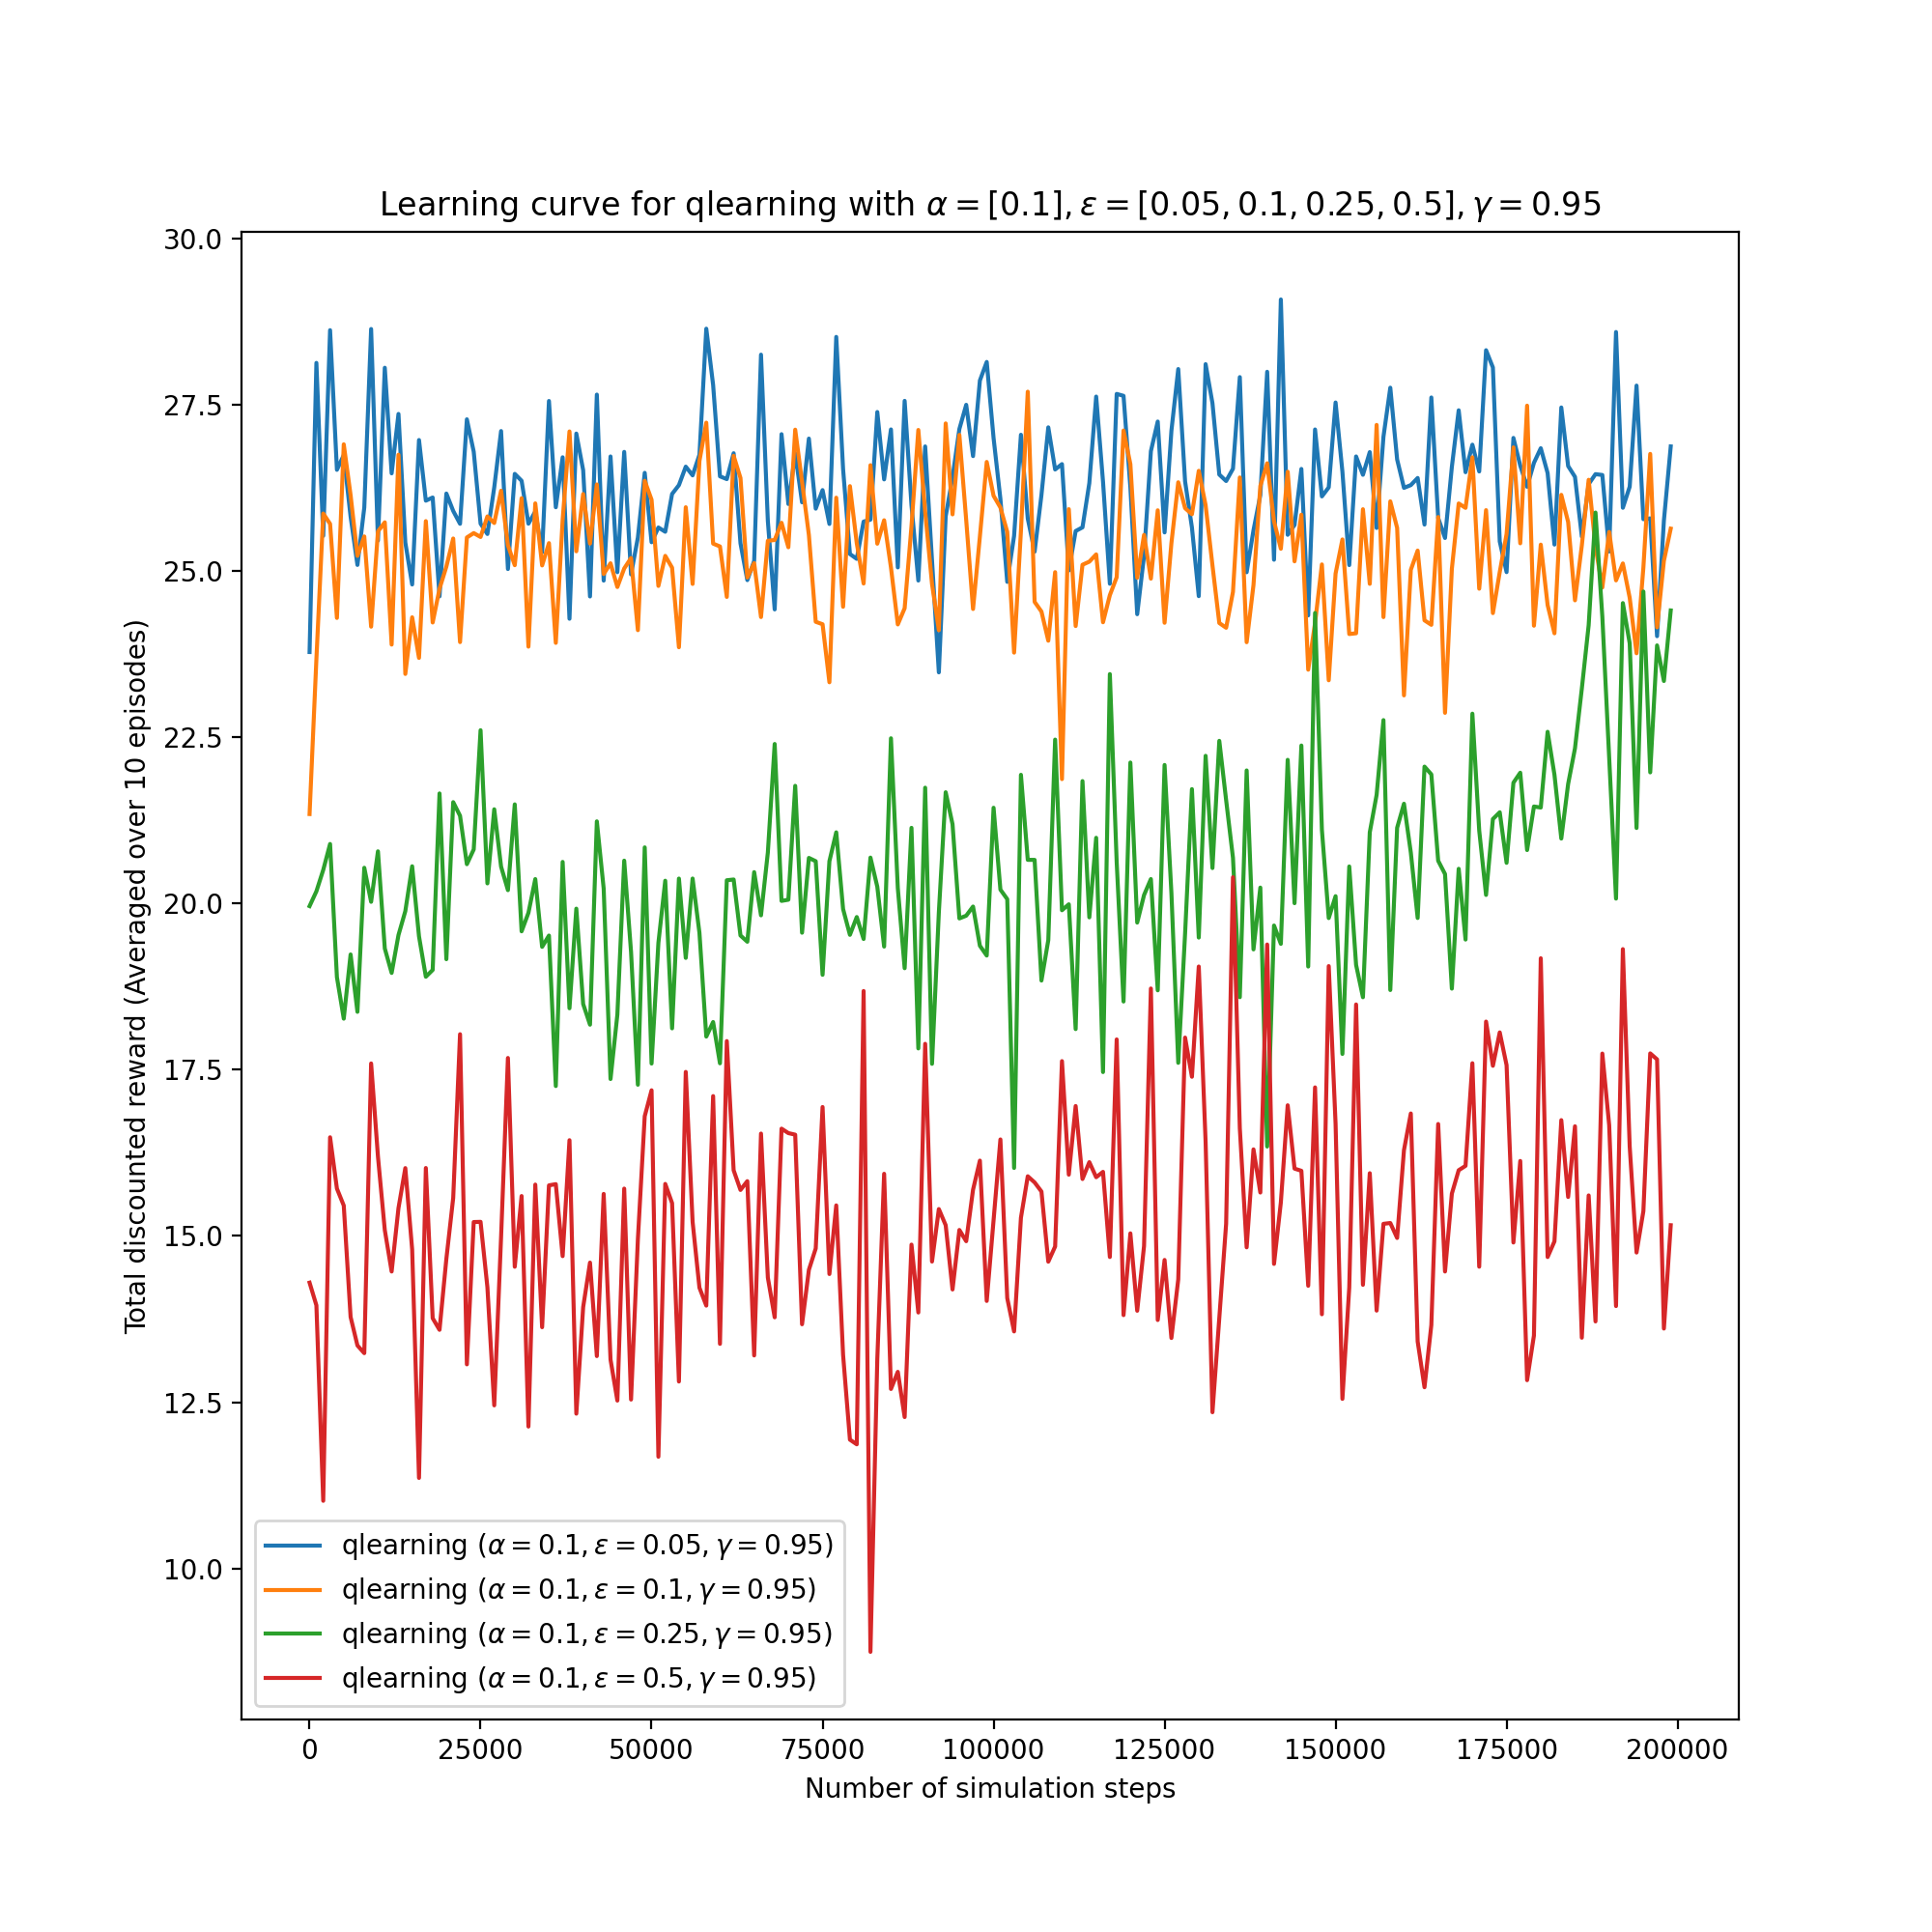 Learning curve for qlearning with α = [0.1], ε = [0.05, 0.1, 0.25, 0.5], γ = 0.95
Total discounted reward (Averaged over 10 episodes)
30.0
27.5
25.0
22.5
20.0
17.5
15.0
12.5
10.0
qlearning (α = 0.1, ε = 0.05, γ = 0.95)
qlearning (α = 0.1, ε = 0.1, γ = 0.95)
qlearning (α = 0.1, ε = 0.25, γ = 0.95)
qlearning (α = 0.1, ε = 0.5, γ = 0.95)
0 25000 50000 75000 100000 125000 150000 175000 200000
Number of simulation steps